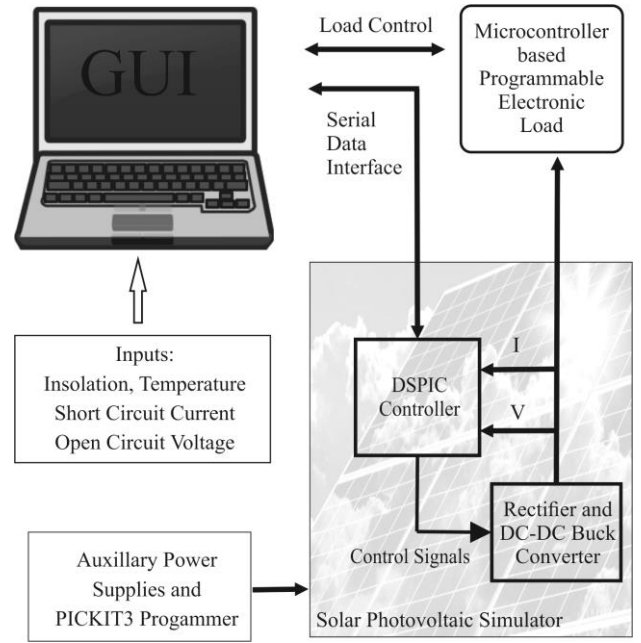 GUI
Load Control
Microcontroller
based
Programmable
Electronic
Load
Serial
Data
Interface
Inputs:
Insolation, Temperature
Short Circuit Current
Open Circuit Voltage
DSPIC
Controller
I
V
Rectifier and
DC-DC Buck
Converter
Control Signals
Auxillary Power
Supplies and
PICKIT3 Progammer
Solar Photovoltaic Simulator